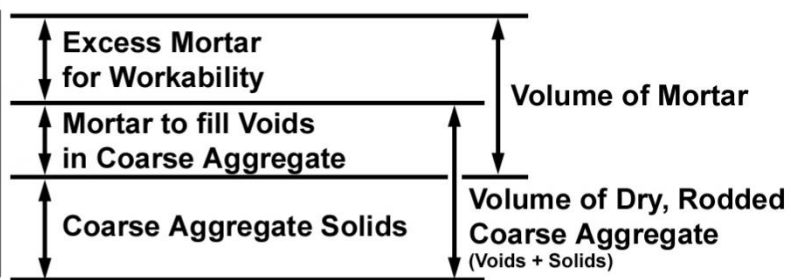 Excess Mortar
for Workability
Volume of Mortar
Mortar to fill Voids
in Coarse Aggregate
Coarse Aggregate Solids
Volume of Dry, Rodded
Coarse Aggregate
(Voids + Solids)